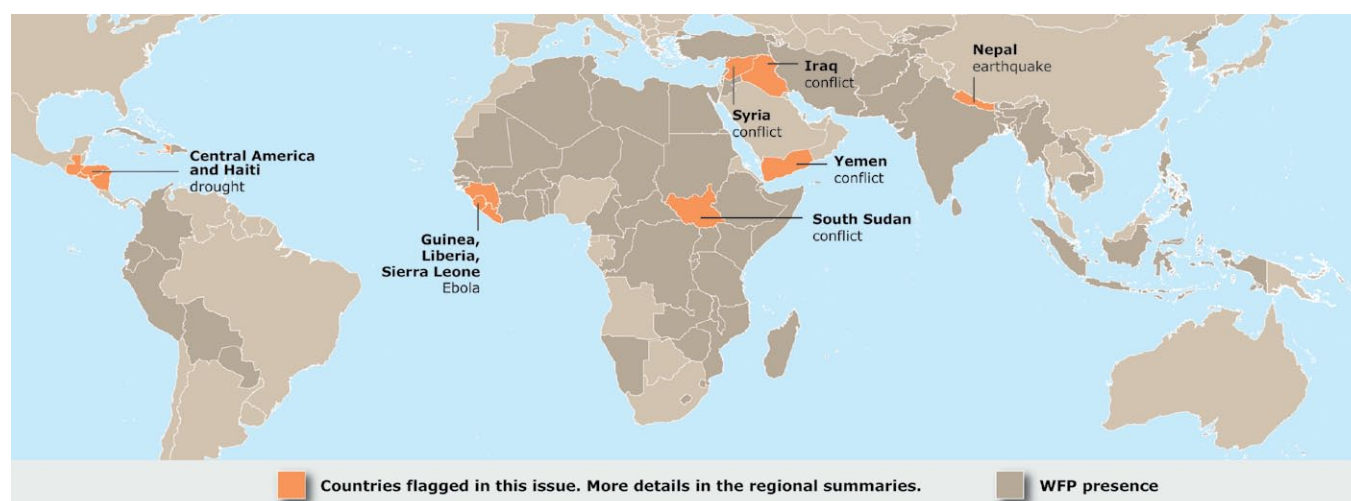 Nepal
earthquake
Iraq
conflict
Syria
conflict
Central America
and Haiti
drought
Yemen
conflict
South Sudan
conflict
Guinea,
Liberia,
Sierra Leone
Ebola
Countries flagged in this issue. More details in the regional summaries.
WFP presence